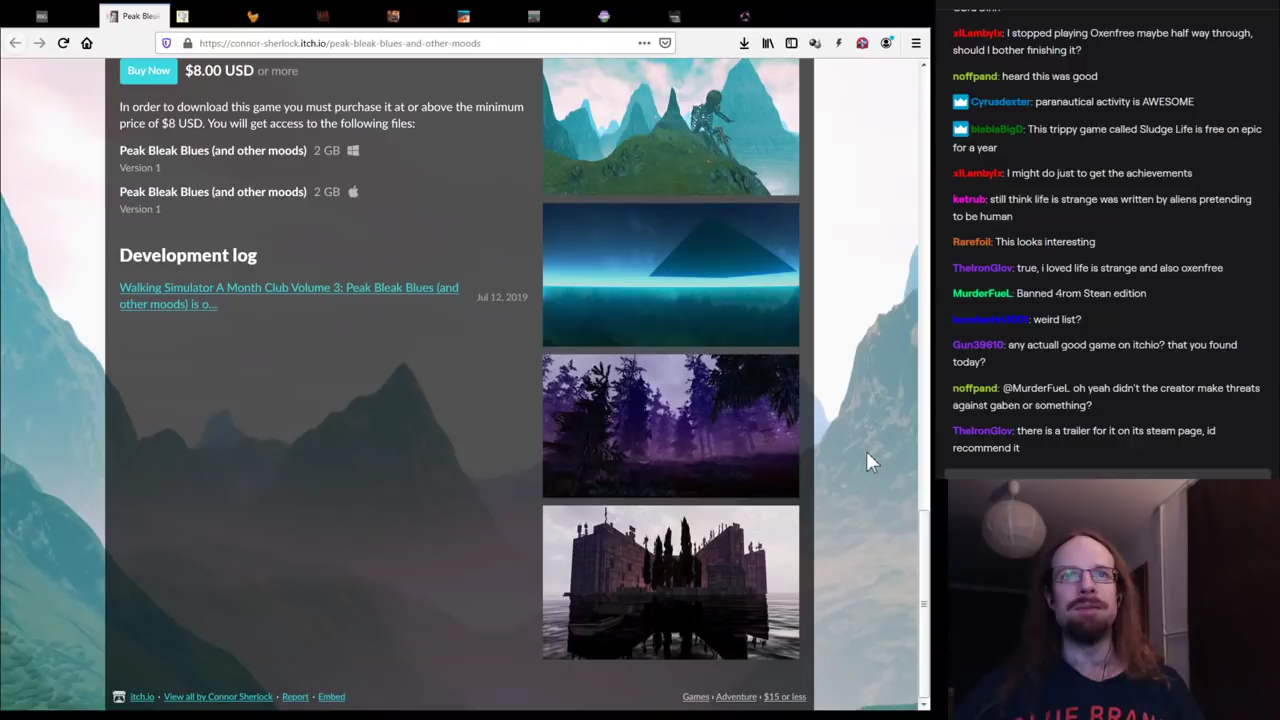 Peak Bleak
https://connor-sherlock.itch.io/peak-bleak-blues-and-other-moods
Buy Now $8.00 USD or more
In order to download this game you must purchase it at or above the minimum
price of $8 USD. You will get access to the following files:
Peak Bleak Blues (and other moods) 2 GB
Version 1
Peak Bleak Blues (and other moods) 2 GB
Version 1
Development log
Walking Simulator A Month Club Volume 3: Peak Bleak Blues (and
other moods) is o...
Jul 12, 2019
itch.io · View all by Connor Sherlock · Report · Embed
Games › Adventure › $15 or less
xILambyIx: I stopped playing Oxenfree maybe half way through,
should I bother finishing it?
noffpand: heard this was good
Cyrusdexter: paranautical activity is AWESOME
blablaBigD: This trippy game called Sludge Life is free on epic
for a year
xILambyIx: I might do just to get the achievements
ketrub: still think life is strange was written by aliens pretending
to be human
Rarefoil: This looks interesting
TheIronGlov: true, i loved life is strange and also oxenfree
MurderFueL: Banned 4rom Stean edition
: weird list?
Gun39610: any actuall good game on itchio? that you found
today?
noffpand: @MurderFueL oh yeah didn't the creator make threats
against gaben or something?
TheIronGlov: there is a trailer for it on its steam page, id
recommend it
BLUE BRAN